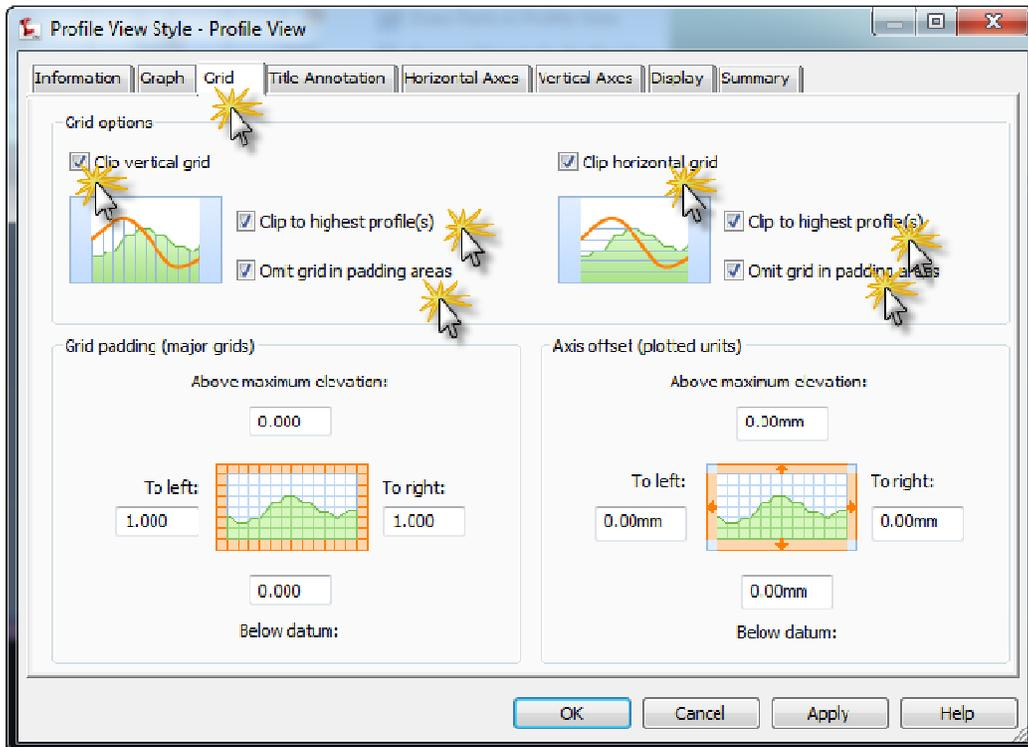 Profile View Style - Profile View
Information Graph Grid Title Annotation Horizontal Axes Vertical Axes Display Summary
Grid options
Clip vertical grid
Clip horizontal grid
Clip to highest profile(s)
Clip to highest profile(s)
Omit grid in padding areas
Omit grid in padding areas
Grid padding (major grids)
Above maximum elevation:
0.000
To left:
To right:
1.000
1.000
0.000
Below datum:
Axis offset (plotted units)
Above maximum elevation:
0.00mm
To left:
To right:
0.00mm
0.00mm
0.00mm
Below datum:
OK Cancel Apply Help